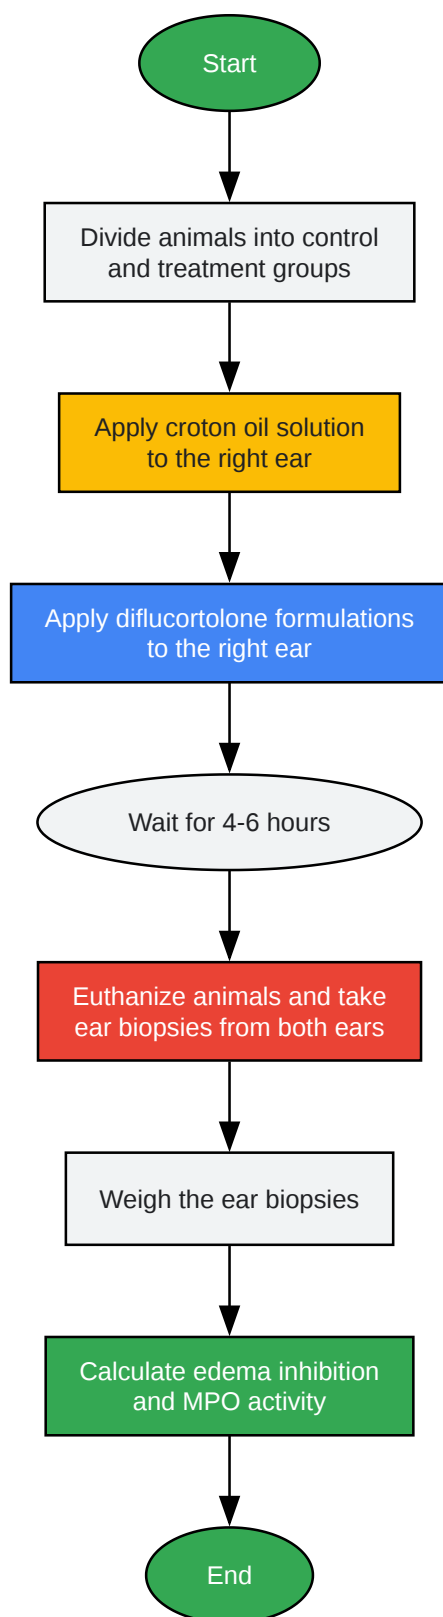 Start
Divide animals into control
and treatment groups
Apply croton oil solution
to the right ear
Apply diflucortolone formulations
to the right ear
Wait for 4-6 hours
Euthanize animals and take
ear biopsies from both ears
Weigh the ear biopsies
Calculate edema inhibition
and MPO activity
End